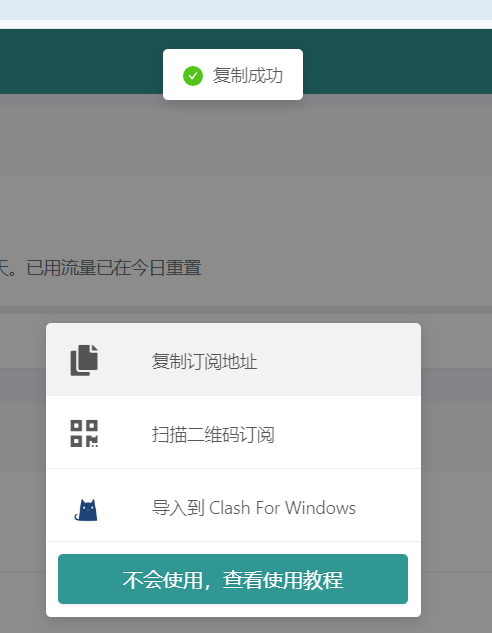 复制成功
天。已用流量已在今日重置
复制订阅地址
扫描二维码订阅
导入到 Clash For Windows
不会使用，查看使用教程